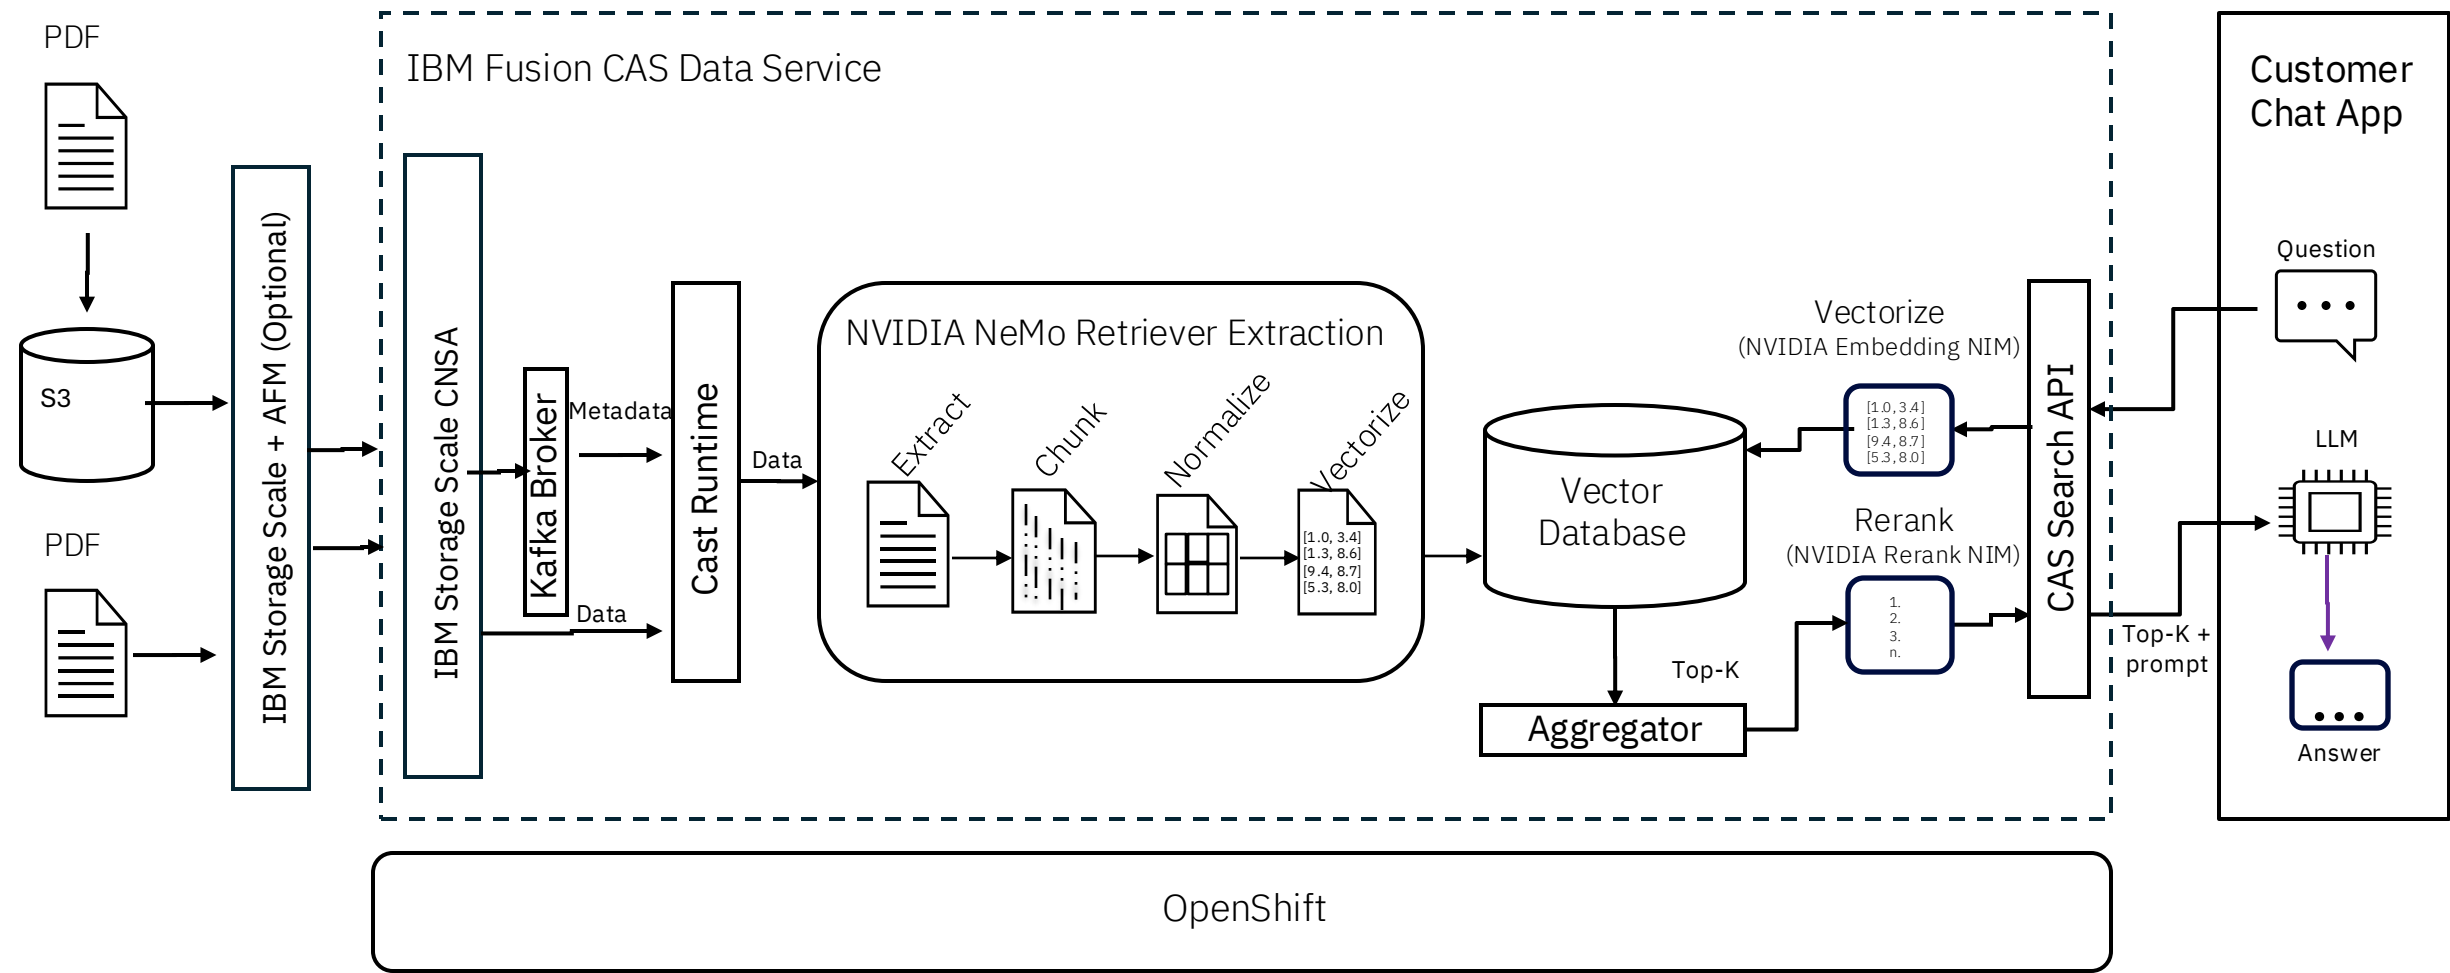 PDF
S3
PDF
IBM Storage Scale + AFM (Optional)
IBM Fusion CAS Data Service
IBM Storage Scale CNSA
Kafka Broker
Metadata
Data
Cast Runtime
Data
NVIDIA NeMo Retriever Extraction
Extract
Chunk
Normalize
Vectorize
[1.0, 3.4]
[1.3, 8.6]
[9.4, 8.7]
[5.3, 8.0]
Vector
Database
Top-K
Aggregator
Vectorize
(NVIDIA Embedding NIM)
[1.0, 3.4]
[1.3, 8.6]
[9.4, 8.7]
[5.3, 8.0]
Rerank
(NVIDIA Rerank NIM)
1.
2.
3.
n.
CAS Search API
Top-K +
prompt
Customer
Chat App
Question
LLM
Answer
OpenShift